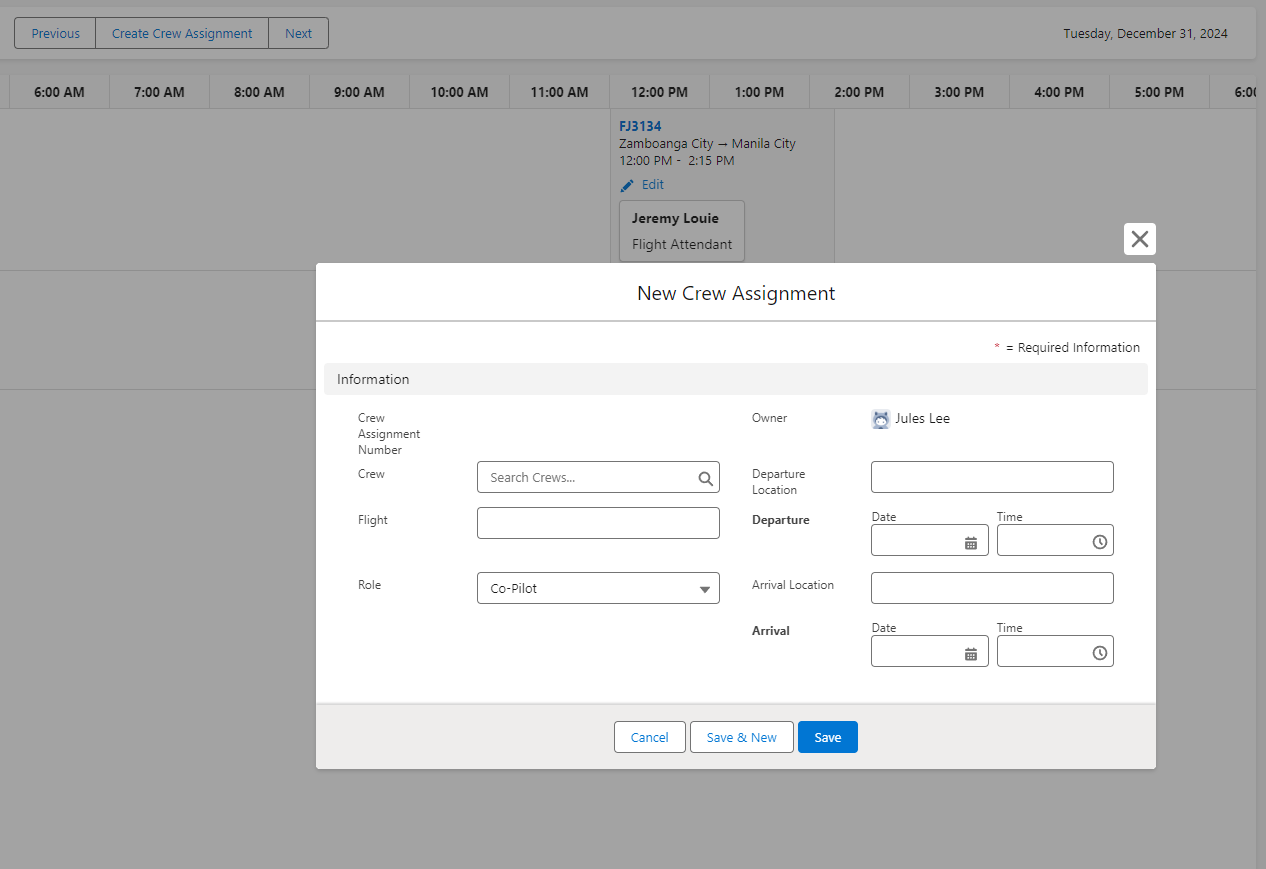 Previous
Create Crew Assignment
Next
Tuesday, December 31, 2024
6:00 AM
7:00 AM
8:00 AM
9:00 AM
10:00 AM
11:00 AM
12:00 PM
1:00 PM
2:00 PM
3:00 PM
4:00 PM
5:00 PM
6:00
FJ3134
Zamboanga City → Manila City
12:00 PM - 2:15 PM
Edit
Jeremy Louie
Flight Attendant
New Crew Assignment
* = Required Information
Information
Crew
Assignment
Number
Owner
Jules Lee
Crew
Search Crews...
Departure
Location
Flight
Departure
Date
Time
Role
Co-Pilot
Arrival Location
Arrival
Date
Time
Cancel
Save & New
Save